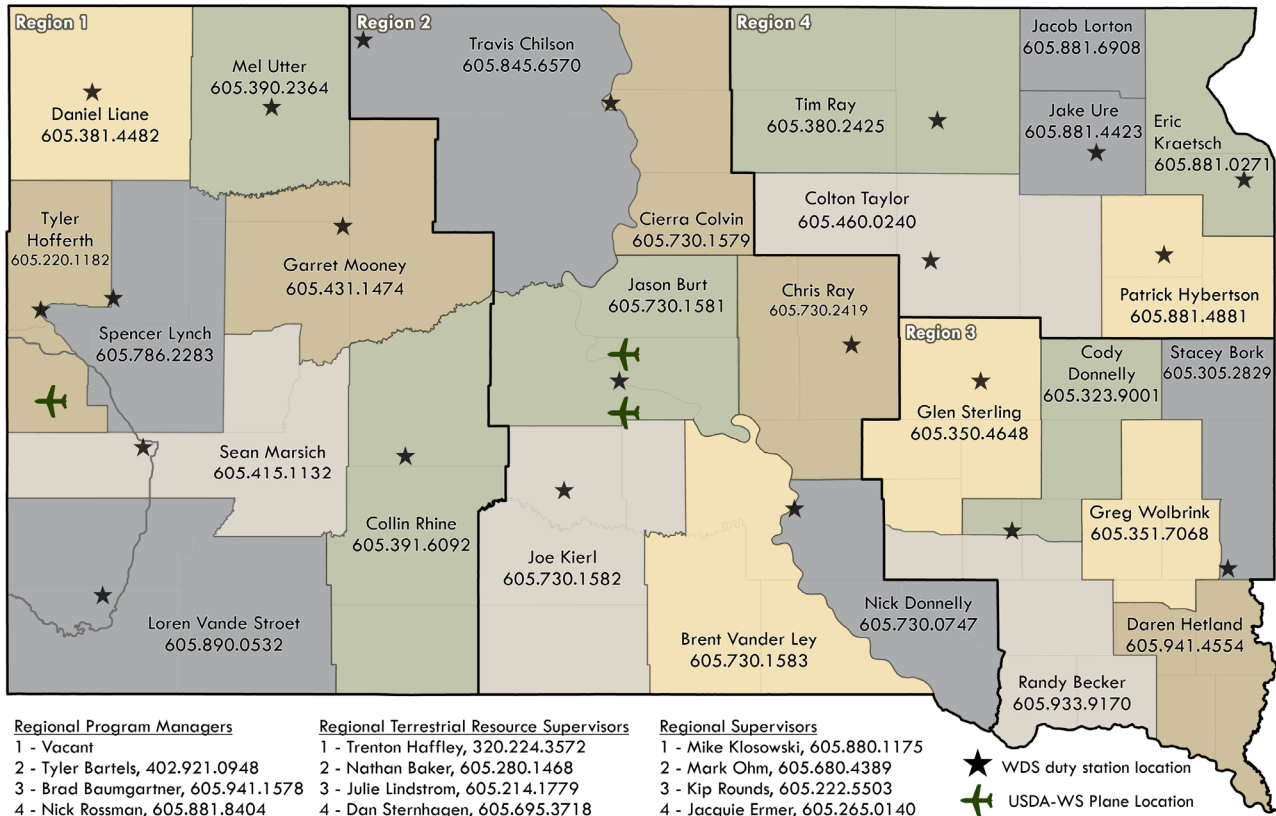 Region 1
Daniel Liane
605.381.4482
Mel Utter
605.390.2364
Region 2
Travis Chilson
605.845.6570
Region 4
Tim Ray
605.380.2425
Jacob Lorton
605.881.6908
Jake Ure
605.881.4423
Eric
Kraetsch
605.881.0271
Tyler
Hofferth
605.220.1182
Spencer Lynch
605.786.2283
Garret Mooney
605.431.1474
Cierra Colvin
605.730.1579
Colton Taylor
605.460.0240
Patrick Hybertson
605.881.4881
Jason Burt
605.730.1581
Chris Ray
605.730.2419
Region 3
Glen Sterling
605.350.4648
Cody
Donnelly
605.323.9001
Stacey Bork
605.305.2829
Sean Marsich
605.415.1132
Collin Rhine
605.391.6092
Joe Kierl
605.730.1582
Greg Wolbrink
605.351.7068
Loren Vande Stroet
605.890.0532
Brent Vander Ley
605.730.1583
Nick Donnelly
605.730.0747
Daren Hetland
605.941.4554
Randy Becker
605.933.9170
Regional Program Managers
1 - Vacant
2 - Tyler Bartels, 402.921.0948
3 - Brad Baumgartner, 605.941.1578
4 - Nick Rossman, 605.881.8404
Regional Terrestrial Resource Supervisors
1 - Trenton Haffley, 320.224.3572
2 - Nathan Baker, 605.280.1468
3 - Julie Lindstrom, 605.214.1779
4 - Dan Sternhagen, 605.695.3718
Regional Supervisors
1 - Mike Klosowski, 605.880.1175
2 - Mark Ohm, 605.680.4389
3 - Kip Rounds, 605.222.5503
4 - Jacquie Ermer, 605.265.0140
WDS duty station location
USDA-WS Plane Location